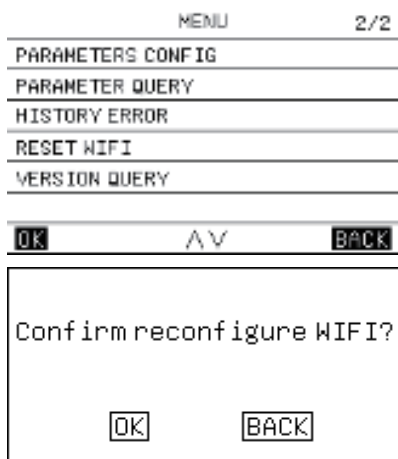 MENU 2/2
PARAMETERS CONFIG
PARAMETER QUERY
HISTORY ERROR
RESET WIFI
VERSION QUERY
OK ΛV BACK
Confirm reconfigure WIFI?
OK BACK